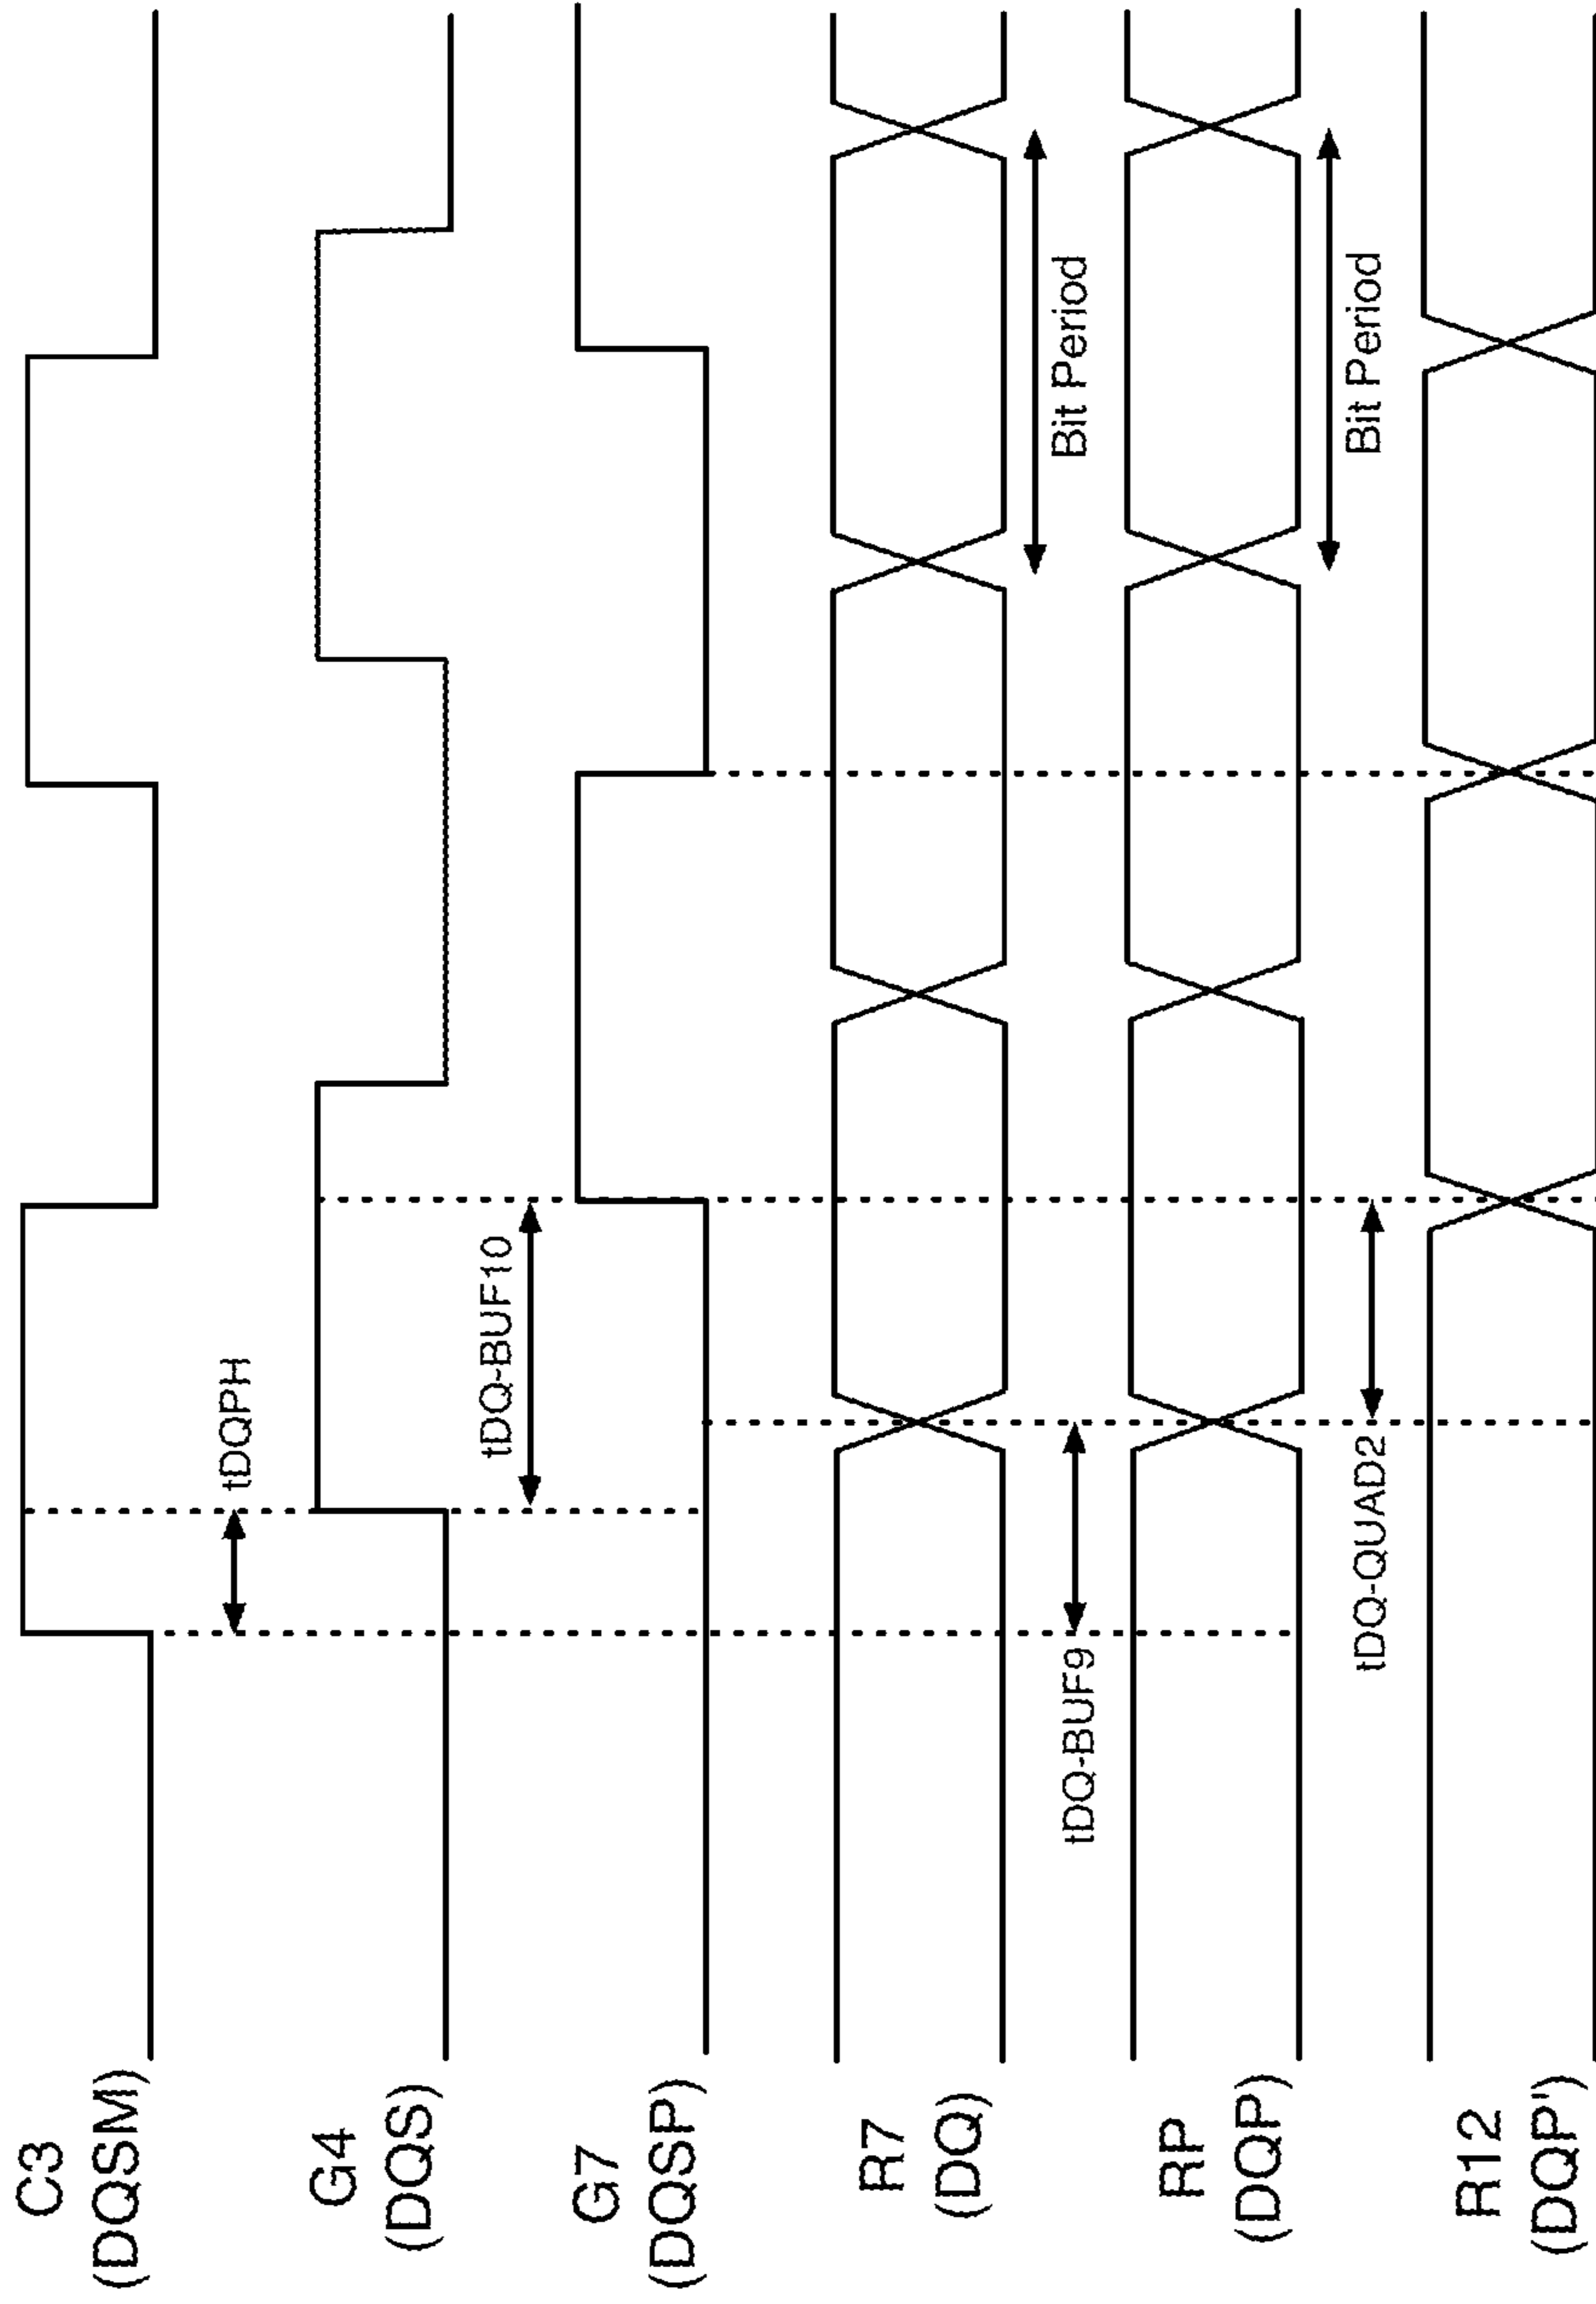 C3
(DQSM)
tDQPH
G4
(DQS)
tDQ-BUF10
G7
(DQSP)
R7
(DQ)
tDQ-BUF9
Bit Period
RP
(DQP)
tDQ-QUAD2
Bit Period
R12
(DQP')